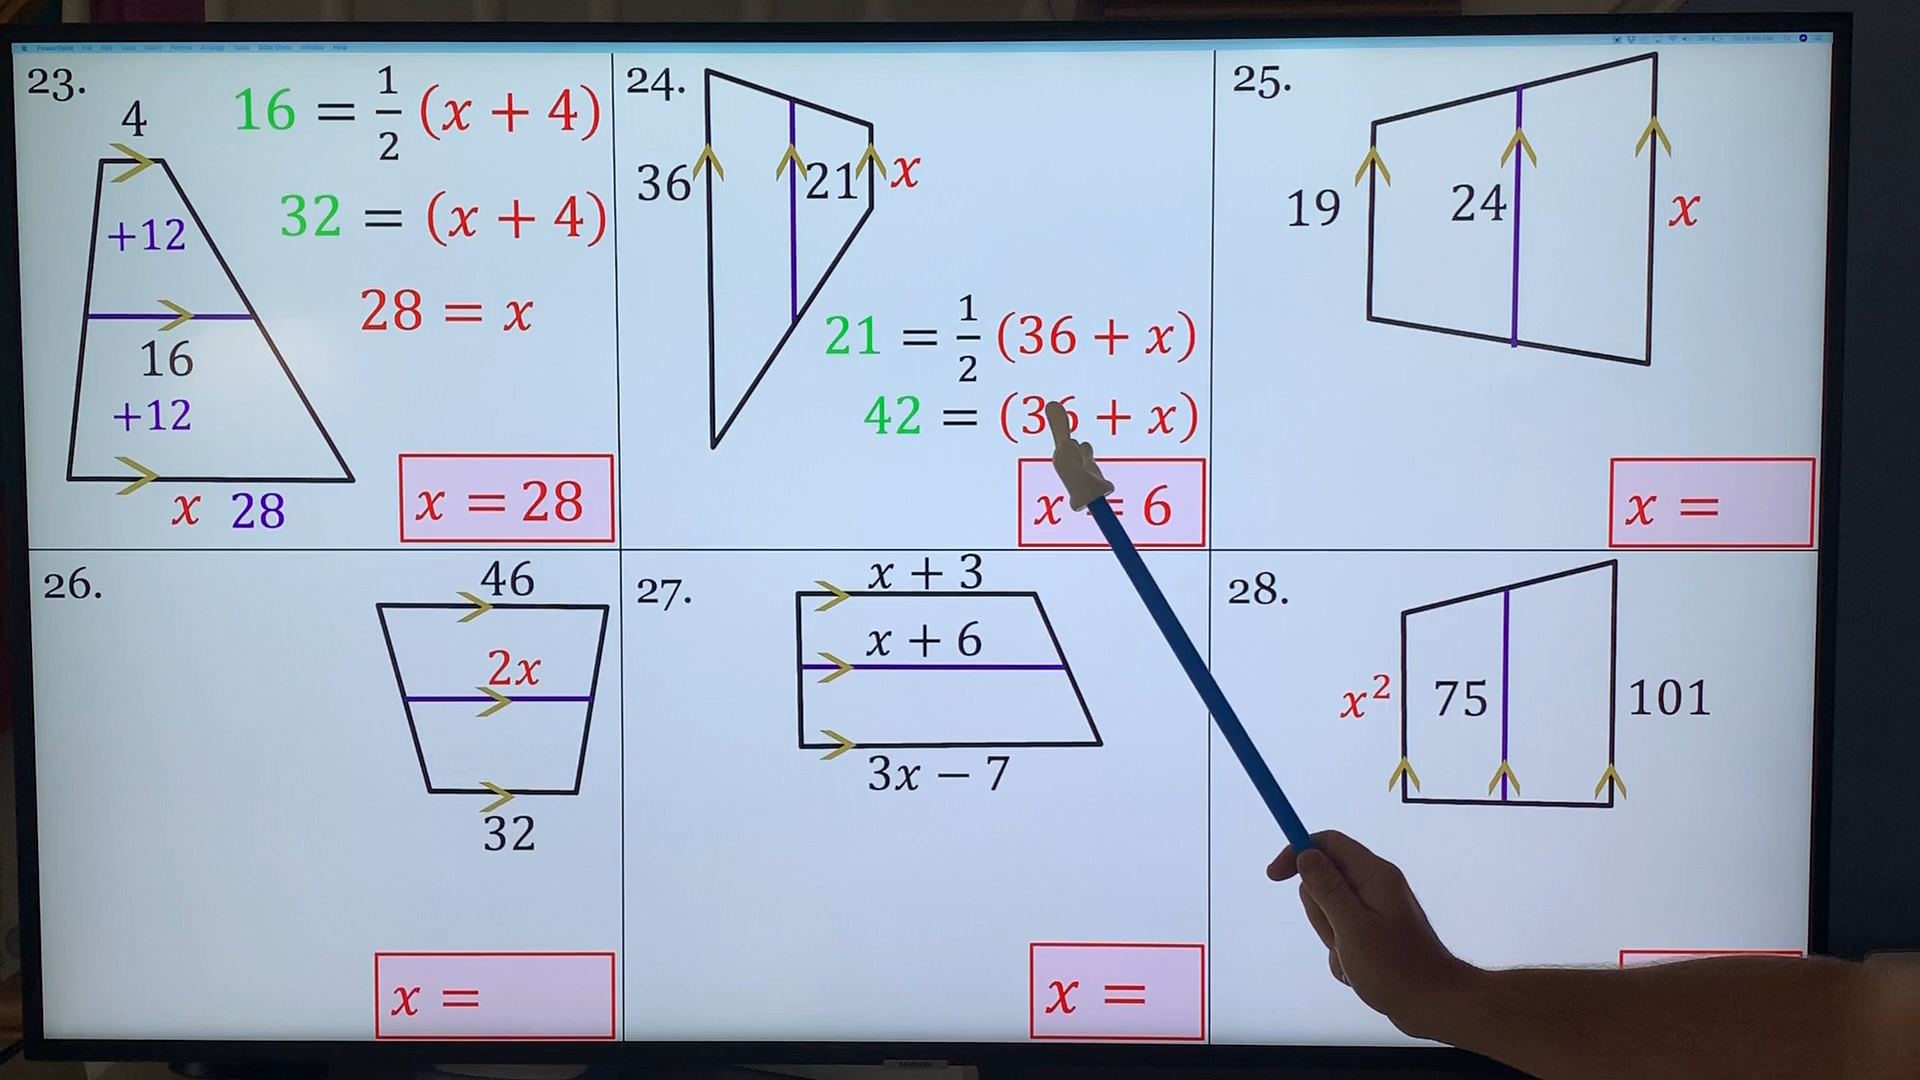 23.
4
16 = 1/2 (x + 4)
+12
32 = (x + 4)
16
28 = x
+12
x 28
x = 28
24.
36
21
x
21 = 1/2 (36 + x)
42 = (36 + x)
x = 6
25.
19
24
x
x =
26.
46
2x
32
x =
27.
x + 3
x + 6
3x − 7
x =
28.
x²
75
101